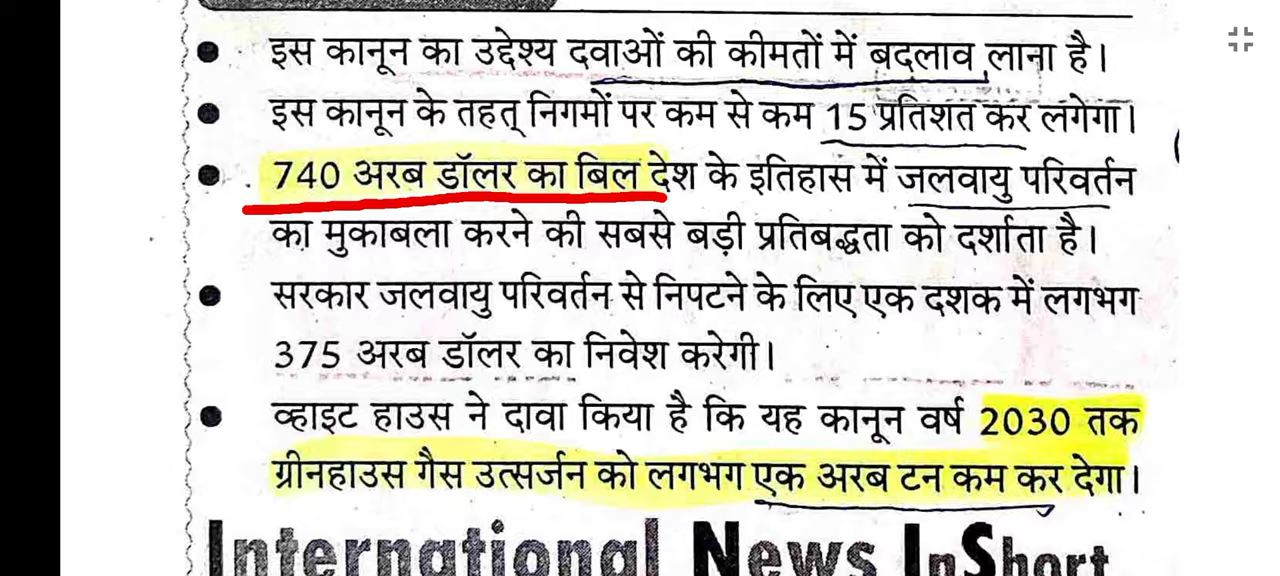 इस कानून का उद्देश्य दवाओं की कीमतों में बदलाव लाना है।
इस कानून के तहत् निगमों पर कम से कम 15 प्रतिशत कर लगेगा।
740 अरब डॉलर का बिल देश के इतिहास में जलवायु परिवर्तन
का मुकाबला करने की सबसे बड़ी प्रतिबद्धता को दर्शाता है।
सरकार जलवायु परिवर्तन से निपटने के लिए एक दशक में लगभग
375 अरब डॉलर का निवेश करेगी।
व्हाइट हाउस ने दावा किया है कि यह कानून वर्ष 2030 तक
ग्रीनहाउस गैस उत्सर्जन को लगभग एक अरब टन कम कर देगा।
International News InShort